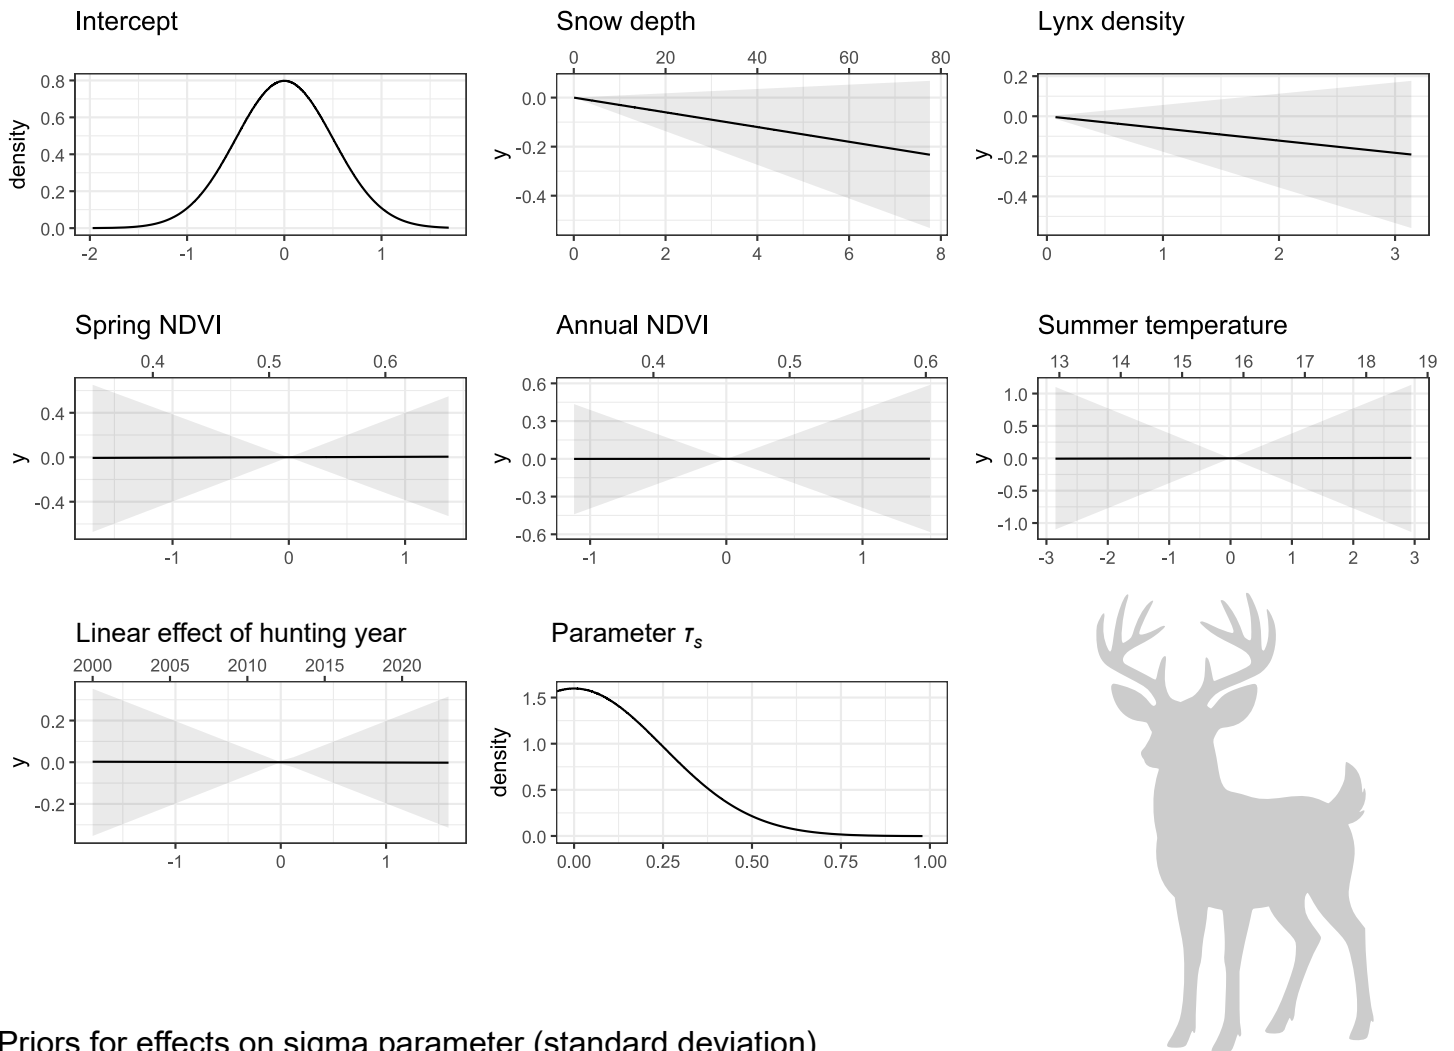 Intercept
Snow depth
Lynx density
0 20 40 60 80
density
0.8
0.6
0.4
0.2
0.0
-2 -1 0 1
y
0.0
-0.2
-0.4
0 2 4 6 8
y
0.2
0.0
-0.2
-0.4
0 1 2 3
Spring NDVI
Annual NDVI
Summer temperature
0.4 0.5 0.6
0.4 0.5 0.6
13 14 15 16 17 18 19
y
0.4
0.0
-0.4
-1 0 1
y
0.6
0.3
0.0
-0.3
-0.6
-1 0 1
y
1.0
0.5
0.0
-0.5
-1.0
-3 -2 -1 0 1 2 3
Linear effect of hunting year
Parameter τs
2000 2005 2010 2015 2020
y
0.2
0.0
-0.2
-1 0 1
density
1.5
1.0
0.5
0.0
0.00 0.25 0.50 0.75 1.00
Priors for effects on sigma parameter (standard deviation)